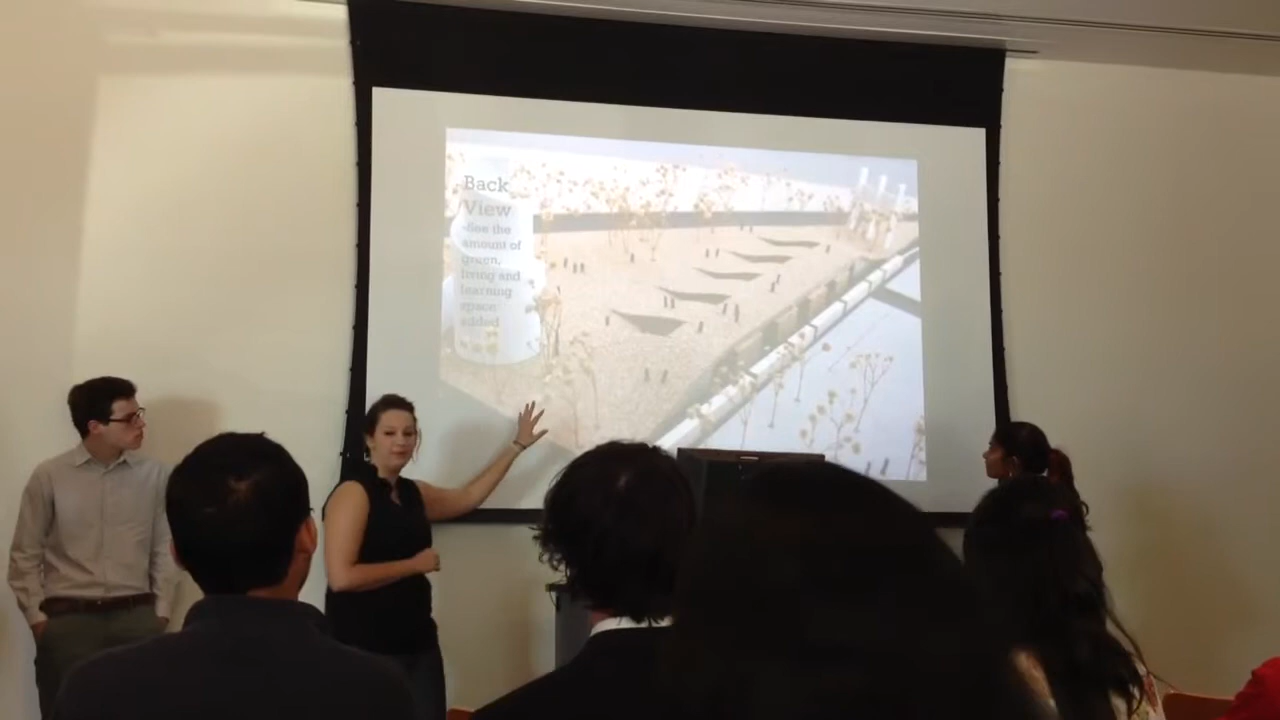 Back
View
-See the
amount of
green,
living and
learning
space
added